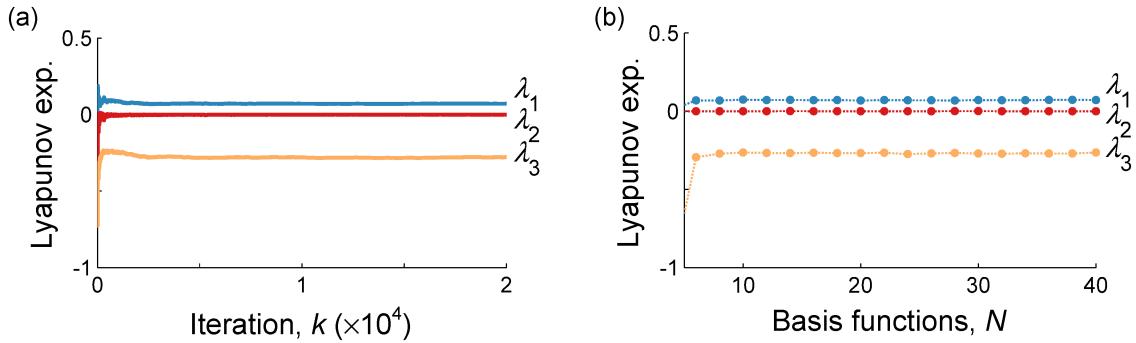 (a)
0.5
0
-1
Lyapunov exp.
λ1
λ2
λ3
0
1
2
Iteration, k (×10⁴)
(b)
0.5
0
-1
Lyapunov exp.
λ1
λ2
λ3
10
20
30
40
Basis functions, N